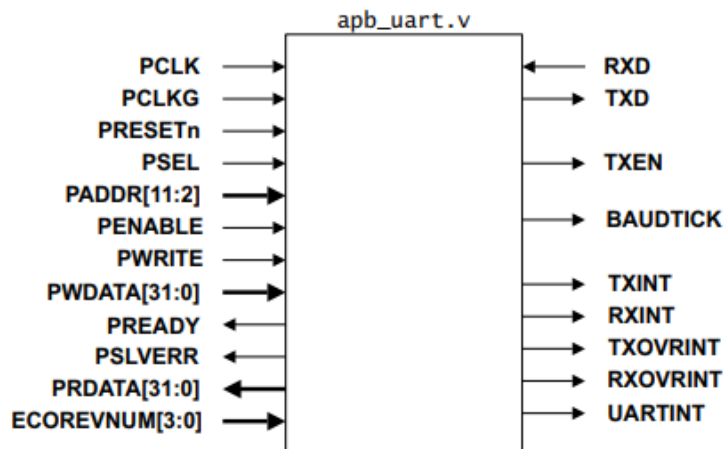 apb_uart.v
PCLK
PCLKG
PRESETn
PSEL
PADDR[11:2]
PENABLE
PWRITE
PWDATA[31:0]
PREADY
PSLVERR
PRDATA[31:0]
ECOREVNUM[3:0]
RXD
TXD
TXEN
BAUDTICK
TXINT
RXINT
TXOVRINT
RXOVRINT
UARTINT